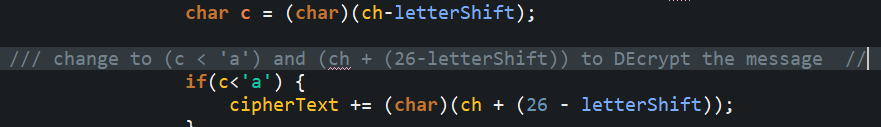 char c = (char)(ch-letterShift);
/// change to (c < 'a') and (ch + (26-letterShift)) to DEcrypt the message  //
if(c<'a') {
cipherText += (char)(ch + (26 - letterShift));